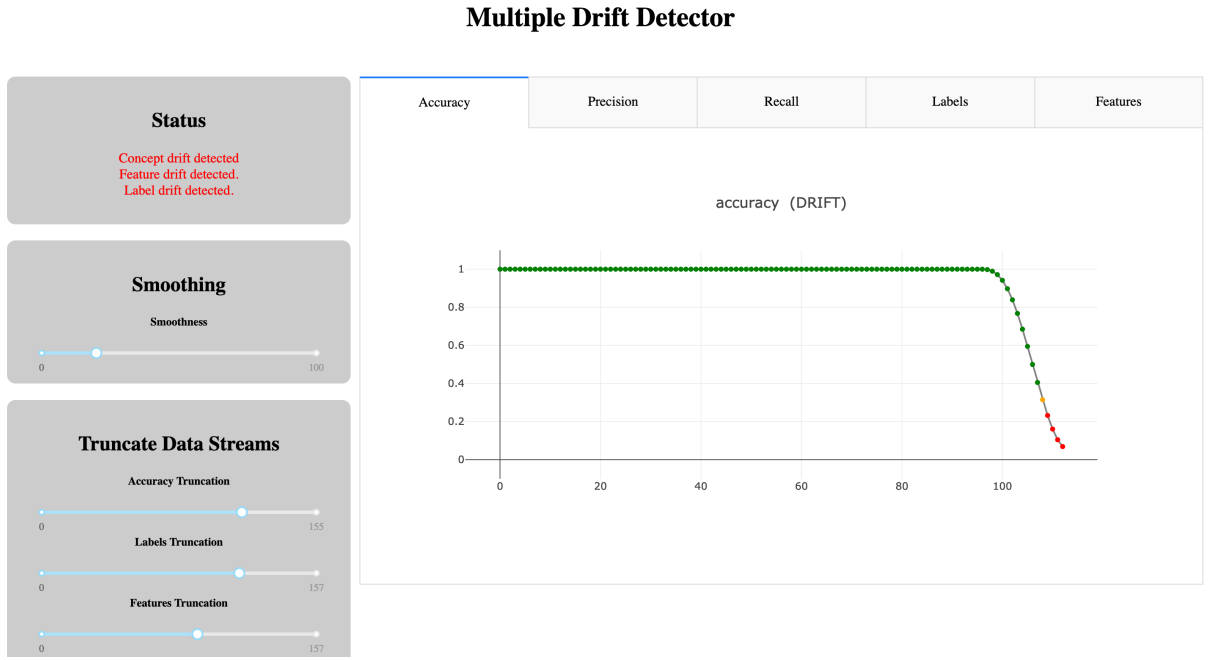 Multiple Drift Detector
Status
Concept drift detected
Feature drift detected.
Label drift detected.
Smoothing
Smoothness
0 100
Truncate Data Streams
Accuracy Truncation
0 155
Labels Truncation
0 157
Features Truncation
0 157
Accuracy Precision Recall Labels Features
accuracy (DRIFT)
1
0.8
0.6
0.4
0.2
0
0 20 40 60 80 100